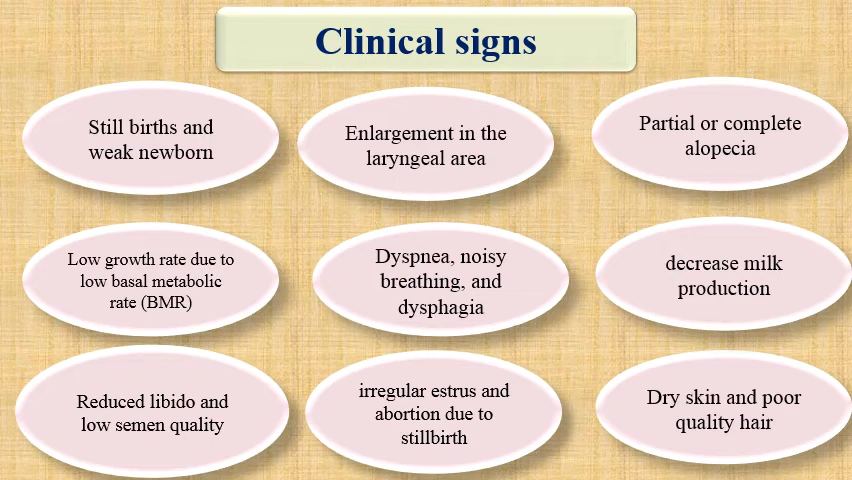 Clinical signs
Still births and
weak newborn
Enlargement in the
laryngeal area
Partial or complete
alopecia
Low growth rate due to
low basal metabolic
rate (BMR)
Dyspnea, noisy
breathing, and
dysphagia
decrease milk
production
Reduced libido and
low semen quality
irregular estrus and
abortion due to
stillbirth
Dry skin and poor
quality hair